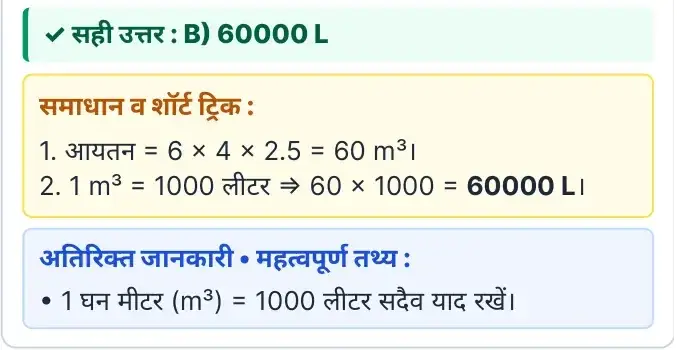 ✓ सही उत्तर : B) 60000 L
समाधान व शॉर्ट ट्रिक :
1. आयतन = 6 × 4 × 2.5 = 60 m³।
2. 1 m³ = 1000 लीटर ⇒ 60 × 1000 = 60000 L।
अतिरिक्त जानकारी • महत्वपूर्ण तथ्य :
• 1 घन मीटर (m³) = 1000 लीटर सदैव याद रखें।